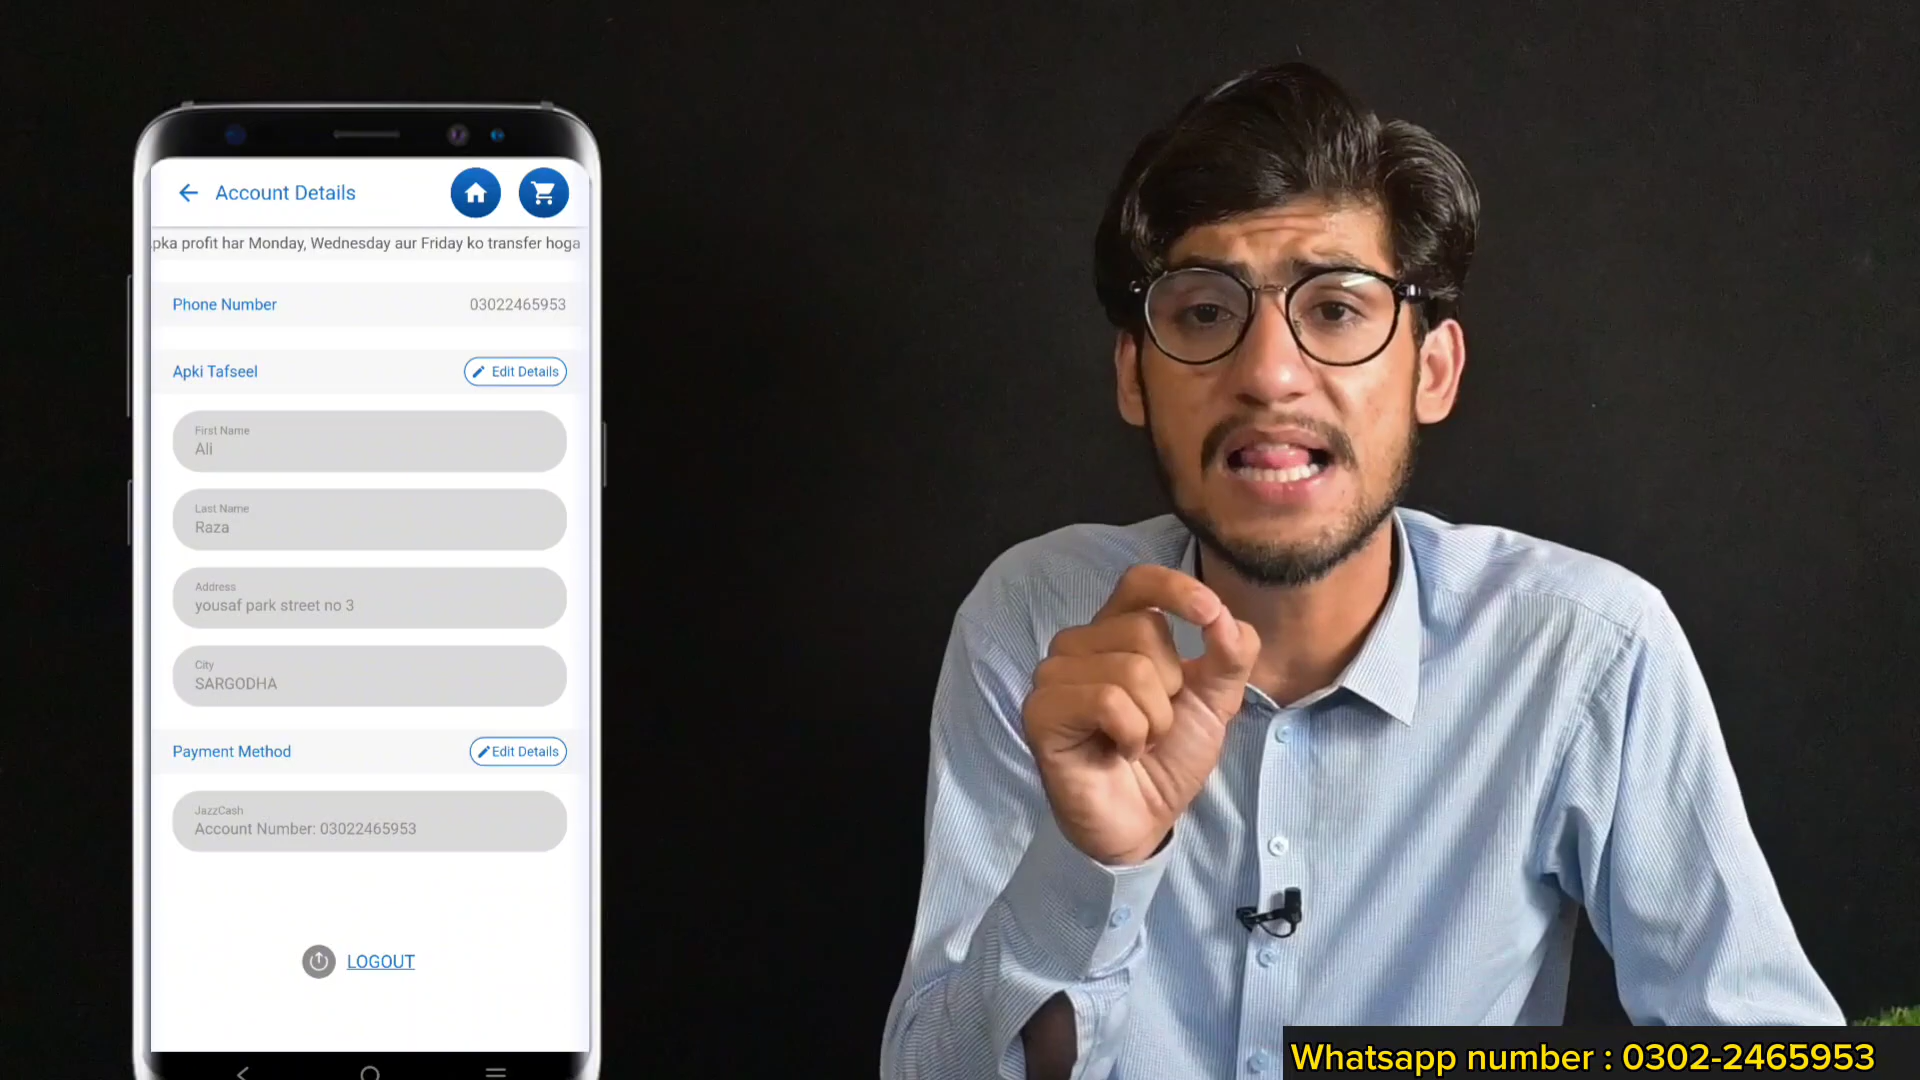 Account Details
pka profit har Monday, Wednesday aur Friday ko transfer hoga
Phone Number 03022465953
Apki Tafseel Edit Details
First Name
Ali
Last Name
Raza
Address
yousaf park street no 3
City
SARGODHA
Payment Method Edit Details
JazzCash
Account Number: 03022465953
LOGOUT
Whatsapp number : 0302-2465953